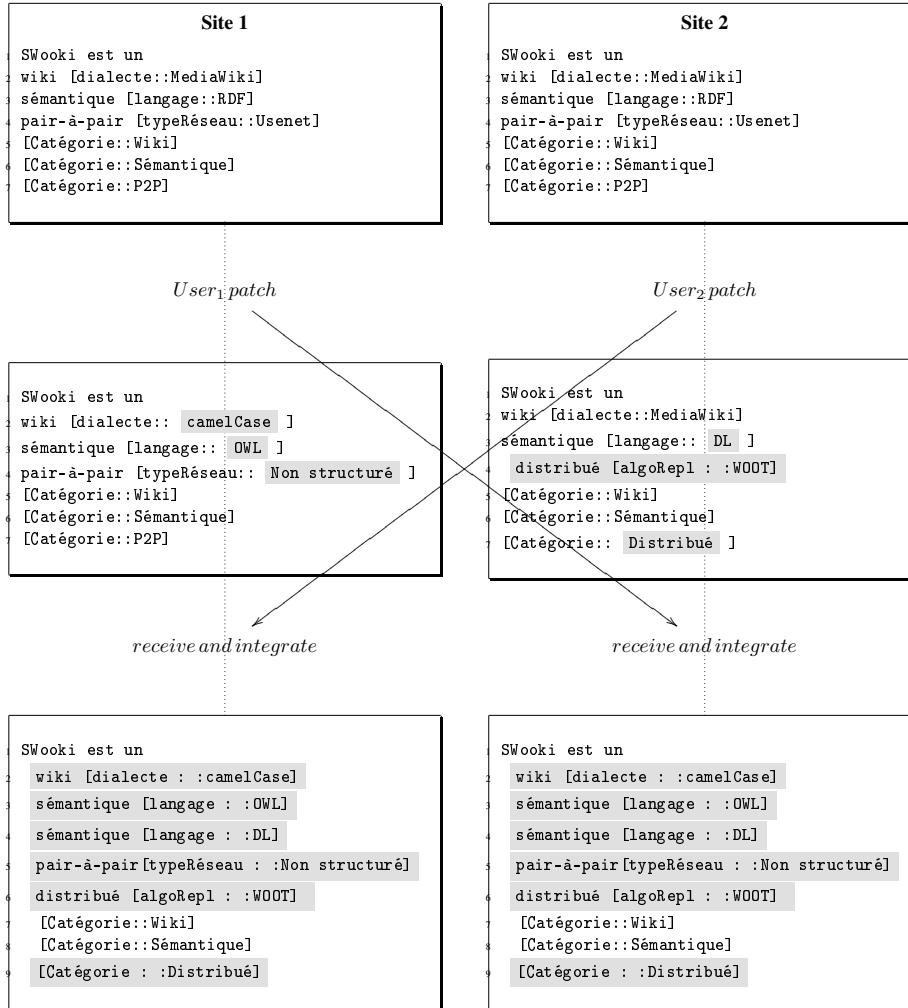 Site 1
1 SWooki est un
2 wiki [dialecte::MediaWiki]
3 sémantique [langage::RDF]
4 pair-à-pair [typeRéseau::Usenet]
5 [Catégorie::Wiki]
6 [Catégorie::Sémantique]
7 [Catégorie::P2P]
Site 2
1 SWooki est un
2 wiki [dialecte::MediaWiki]
3 sémantique [langage::RDF]
4 pair-à-pair [typeRéseau::Usenet]
5 [Catégorie::Wiki]
6 [Catégorie::Sémantique]
7 [Catégorie::P2P]
User1 patch
User2 patch
1 SWooki est un
2 wiki [dialecte:: camelCase ]
3 sémantique [langage:: OWL ]
4 pair-à-pair [typeRéseau:: Non structuré ]
5 [Catégorie::Wiki]
6 [Catégorie::Sémantique]
7 [Catégorie::P2P]
1 SWooki est un
2 wiki [dialecte::MediaWiki]
3 sémantique [langage:: DL ]
4 distribué [algoRepl : :WOOT]
5 [Catégorie::Wiki]
6 [Catégorie::Sémantique]
7 [Catégorie:: Distribué ]
receive and integrate
receive and integrate
1 SWooki est un
2 wiki [dialecte : :camelCase]
3 sémantique [langage : :OWL]
4 sémantique [langage : :DL]
5 pair-à-pair[typeRéseau : :Non structuré]
6 distribué [algoRepl : :WOOT]
7 [Catégorie::Wiki]
8 [Catégorie::Sémantique]
9 [Catégorie : :Distribué]
1 SWooki est un
2 wiki [dialecte : :camelCase]
3 sémantique [langage : :OWL]
4 sémantique [langage : :DL]
5 pair-à-pair[typeRéseau : :Non structuré]
6 distribué [algoRepl : :WOOT]
7 [Catégorie::Wiki]
8 [Catégorie::Sémantique]
9 [Catégorie : :Distribué]